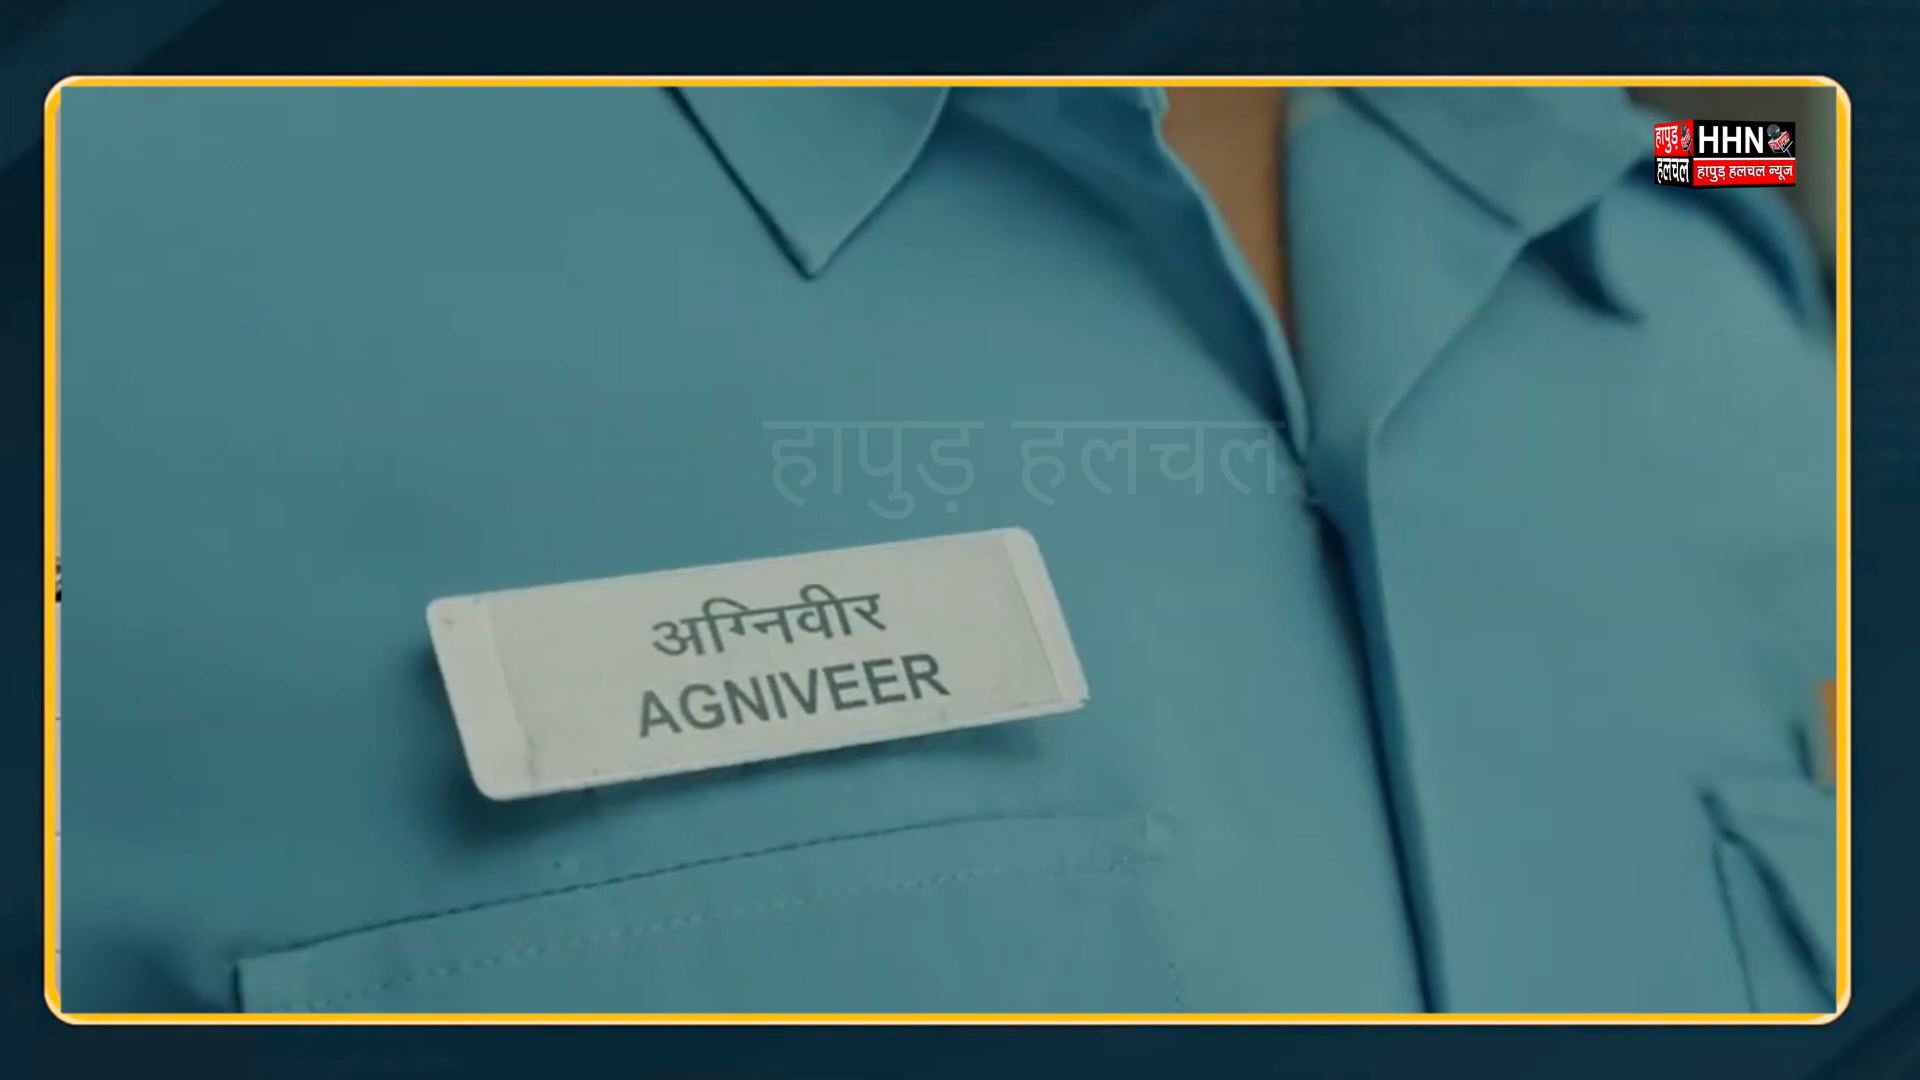 हापुड़
हलचल
HHN
हापुड़ हलचल न्यूज
हापुड़ हलचल
अग्निवीर
AGNIVEER